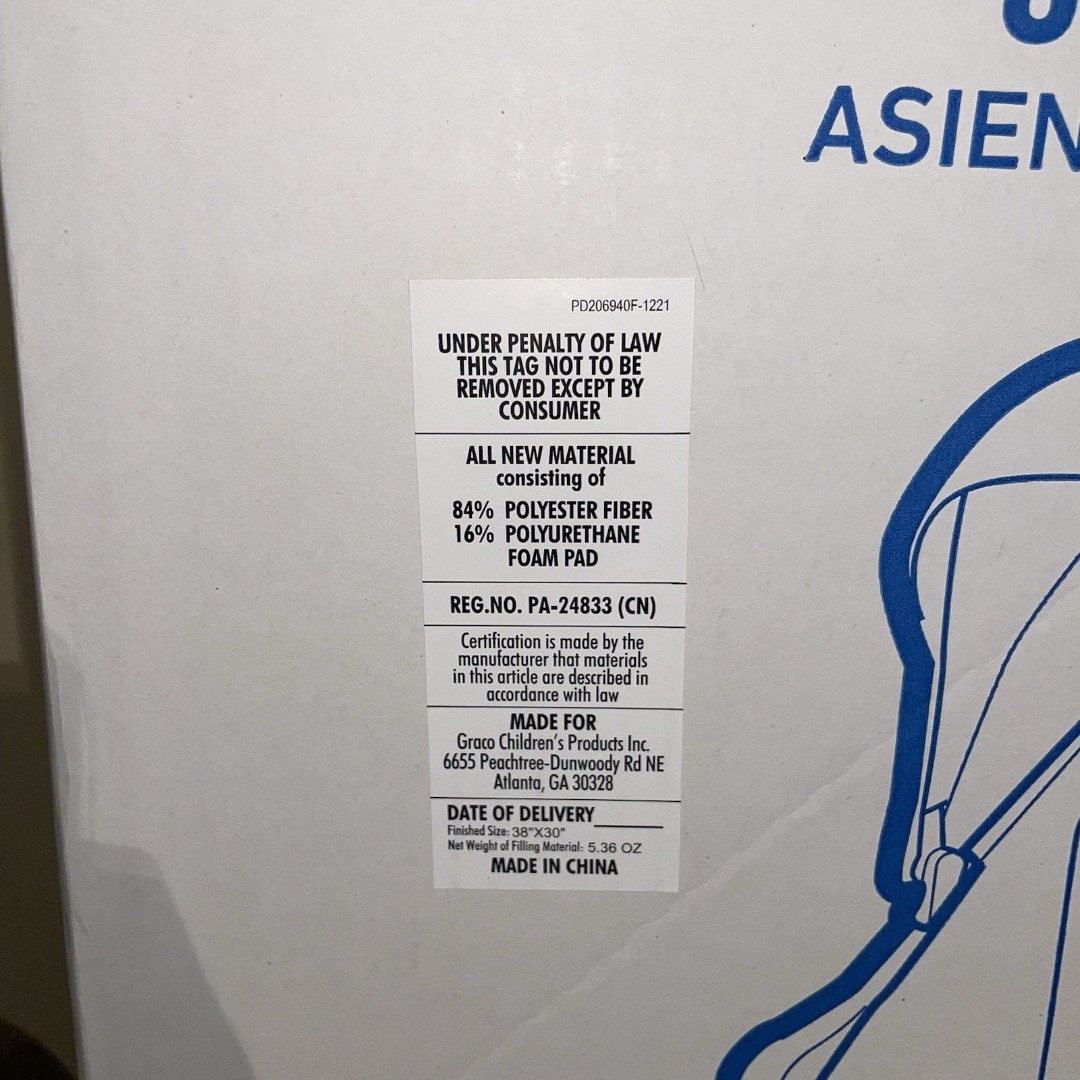 ASIEN
PD206940F-1221
UNDER PENALTY OF LAW
THIS TAG NOT TO BE
REMOVED EXCEPT BY
CONSUMER
ALL NEW MATERIAL
consisting of
84% POLYESTER FIBER
16% POLYURETHANE
FOAM PAD
REG.NO. PA-24833 (CN)
Certification is made by the
manufacturer that materials
in this article are described in
accordance with law
MADE FOR
Graco Children's Products Inc.
6655 Peachtree-Dunwoody Rd NE
Atlanta, GA 30328
DATE OF DELIVERY______
Finished Size: 38"X30"
Net Weight of Filling Material: 5.36 OZ
MADE IN CHINA